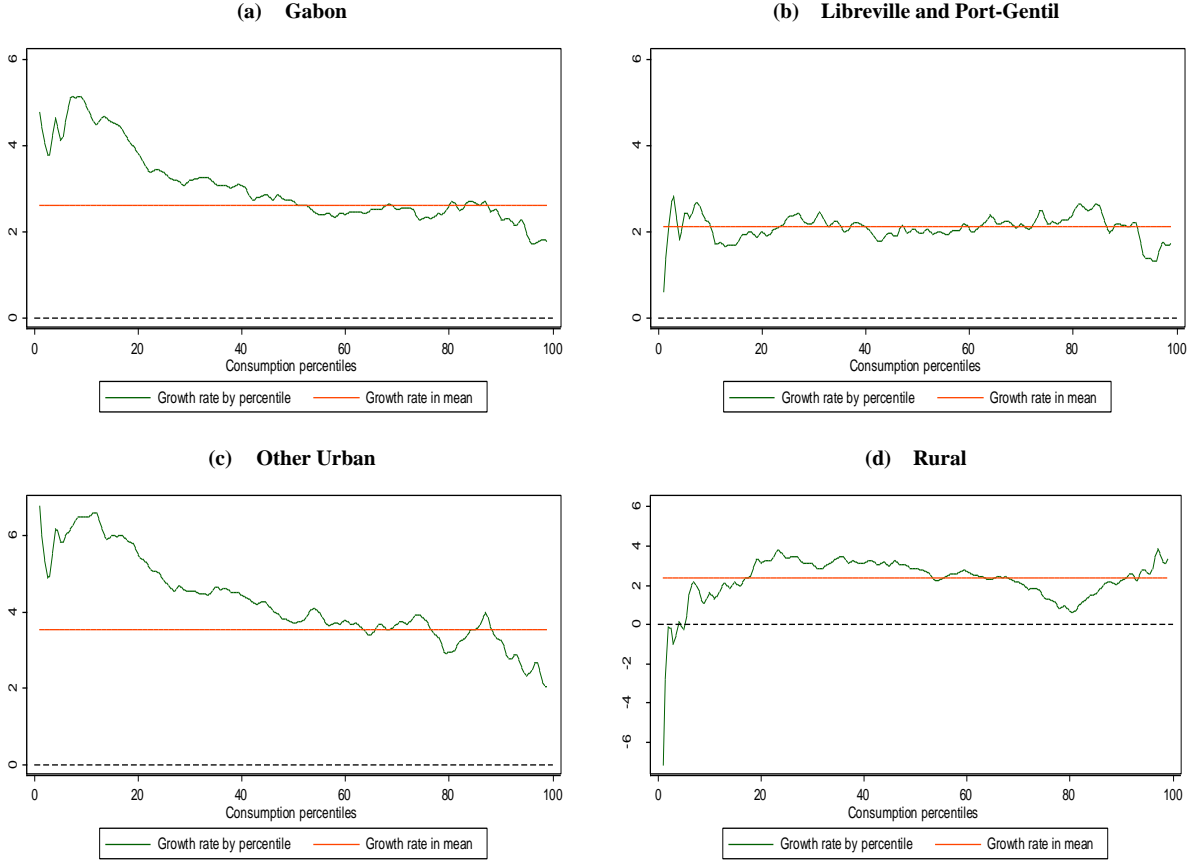 (a) Gabon
6
4
2
0
0 20 40 60 80 100
Consumption percentiles
Growth rate by percentile Growth rate in mean
(b) Libreville and Port-Gentil
6
4
2
0
0 20 40 60 80 100
Consumption percentiles
Growth rate by percentile Growth rate in mean
(c) Other Urban
6
4
2
0
0 20 40 60 80 100
Consumption percentiles
Growth rate by percentile Growth rate in mean
(d) Rural
6
4
2
0
-2
-4
-6
0 20 40 60 80 100
Consumption percentiles
Growth rate by percentile Growth rate in mean